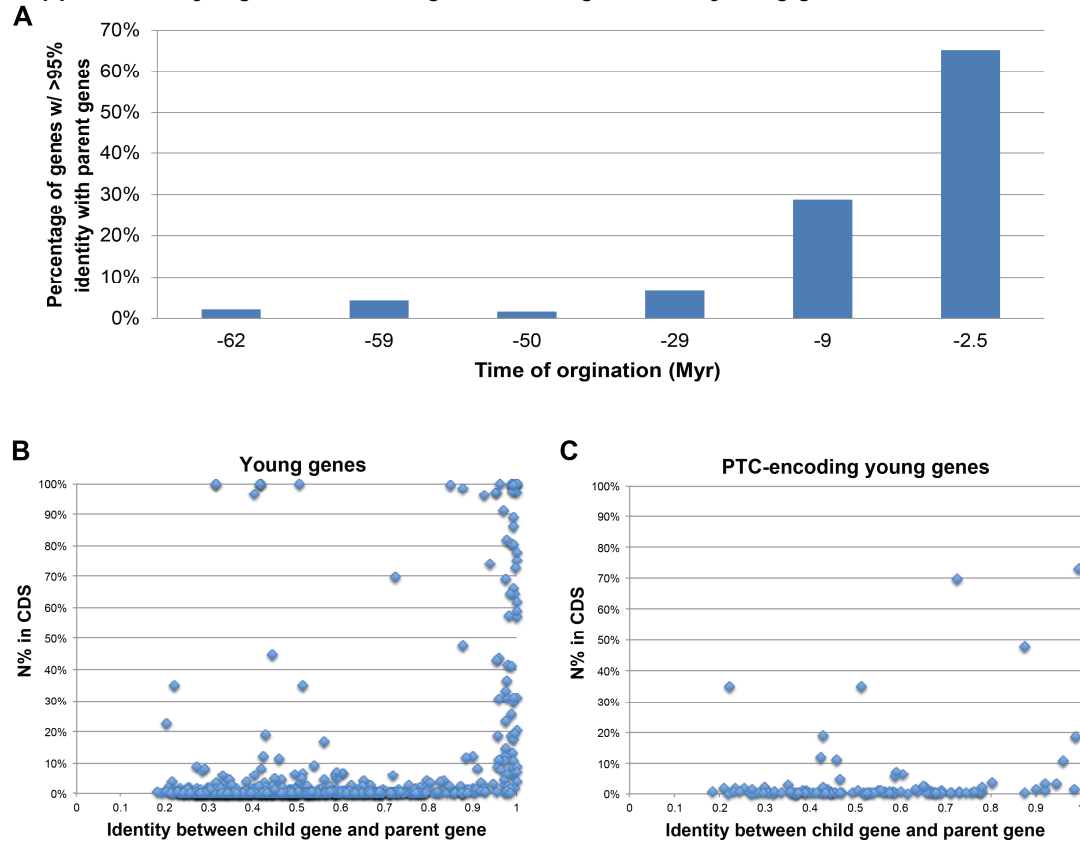 A
70%
60%
50%
40%
30%
20%
10%
0%
Percentage of genes w/ >95%
identity with parent genes
-62 -59 -50 -29 -9 -2.5
Time of orgination (Myr)
B
Young genes
100%
90%
80%
70%
60%
50%
40%
30%
20%
10%
0%
N% in CDS
0 0.1 0.2 0.3 0.4 0.5 0.6 0.7 0.8 0.9 1
Identity between child gene and parent gene
C
PTC-encoding young genes
100%
90%
80%
70%
60%
50%
40%
30%
20%
10%
0%
N% in CDS
0 0.1 0.2 0.3 0.4 0.5 0.6 0.7 0.8 0.9
Identity between child gene and parent gene